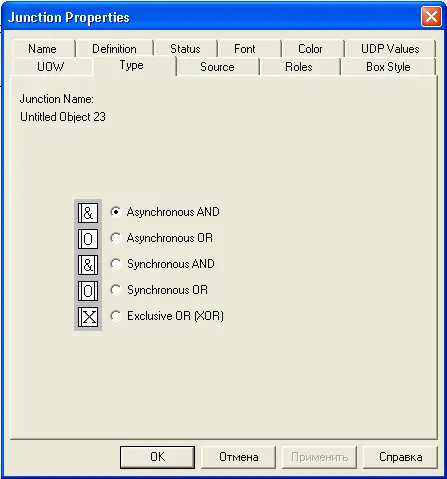 Junction Properties
Name Definition Status Font Color UDP Values
UOW Type Source Roles Box Style
Junction Name:
Untitled Object 23
& Asynchronous AND
O Asynchronous OR
& Synchronous AND
O Synchronous OR
X Exclusive OR (XOR)
OK Отмена Применить Справка